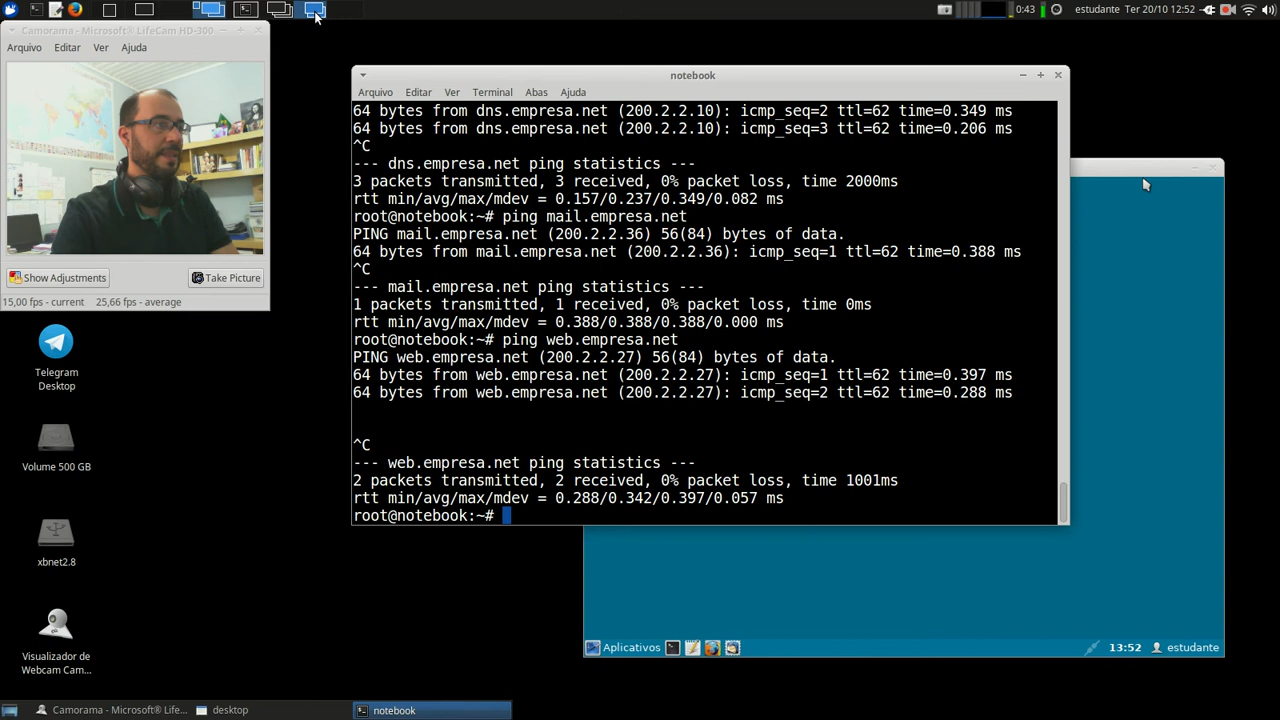 0:43
estudante
Ter 20/10 12:52
Camorama - Microsoft® LifeCam HD-300
Arquivo Editar Ver Ajuda
Show Adjustments
Take Picture
15,00 fps - current 25,66 fps - average
Telegram
Desktop
Volume 500 GB
xbnet2.8
Visualizador de
Webcam Cam...
notebook
Arquivo Editar Ver Terminal Abas Ajuda
64 bytes from dns.empresa.net (200.2.2.10): icmp_seq=2 ttl=62 time=0.349 ms
64 bytes from dns.empresa.net (200.2.2.10): icmp_seq=3 ttl=62 time=0.206 ms
^C
--- dns.empresa.net ping statistics ---
3 packets transmitted, 3 received, 0% packet loss, time 2000ms
rtt min/avg/max/mdev = 0.157/0.237/0.349/0.082 ms
root@notebook:~# ping mail.empresa.net
PING mail.empresa.net (200.2.2.36) 56(84) bytes of data.
64 bytes from mail.empresa.net (200.2.2.36): icmp_seq=1 ttl=62 time=0.388 ms
^C
--- mail.empresa.net ping statistics ---
1 packets transmitted, 1 received, 0% packet loss, time 0ms
rtt min/avg/max/mdev = 0.388/0.388/0.388/0.000 ms
root@notebook:~# ping web.empresa.net
PING web.empresa.net (200.2.2.27) 56(84) bytes of data.
64 bytes from web.empresa.net (200.2.2.27): icmp_seq=1 ttl=62 time=0.397 ms
64 bytes from web.empresa.net (200.2.2.27): icmp_seq=2 ttl=62 time=0.288 ms
^C
--- web.empresa.net ping statistics ---
2 packets transmitted, 2 received, 0% packet loss, time 1001ms
rtt min/avg/max/mdev = 0.288/0.342/0.397/0.057 ms
root@notebook:~#
Aplicativos
13:52
estudante
Camorama - Microsoft® LifeC...
desktop
notebook